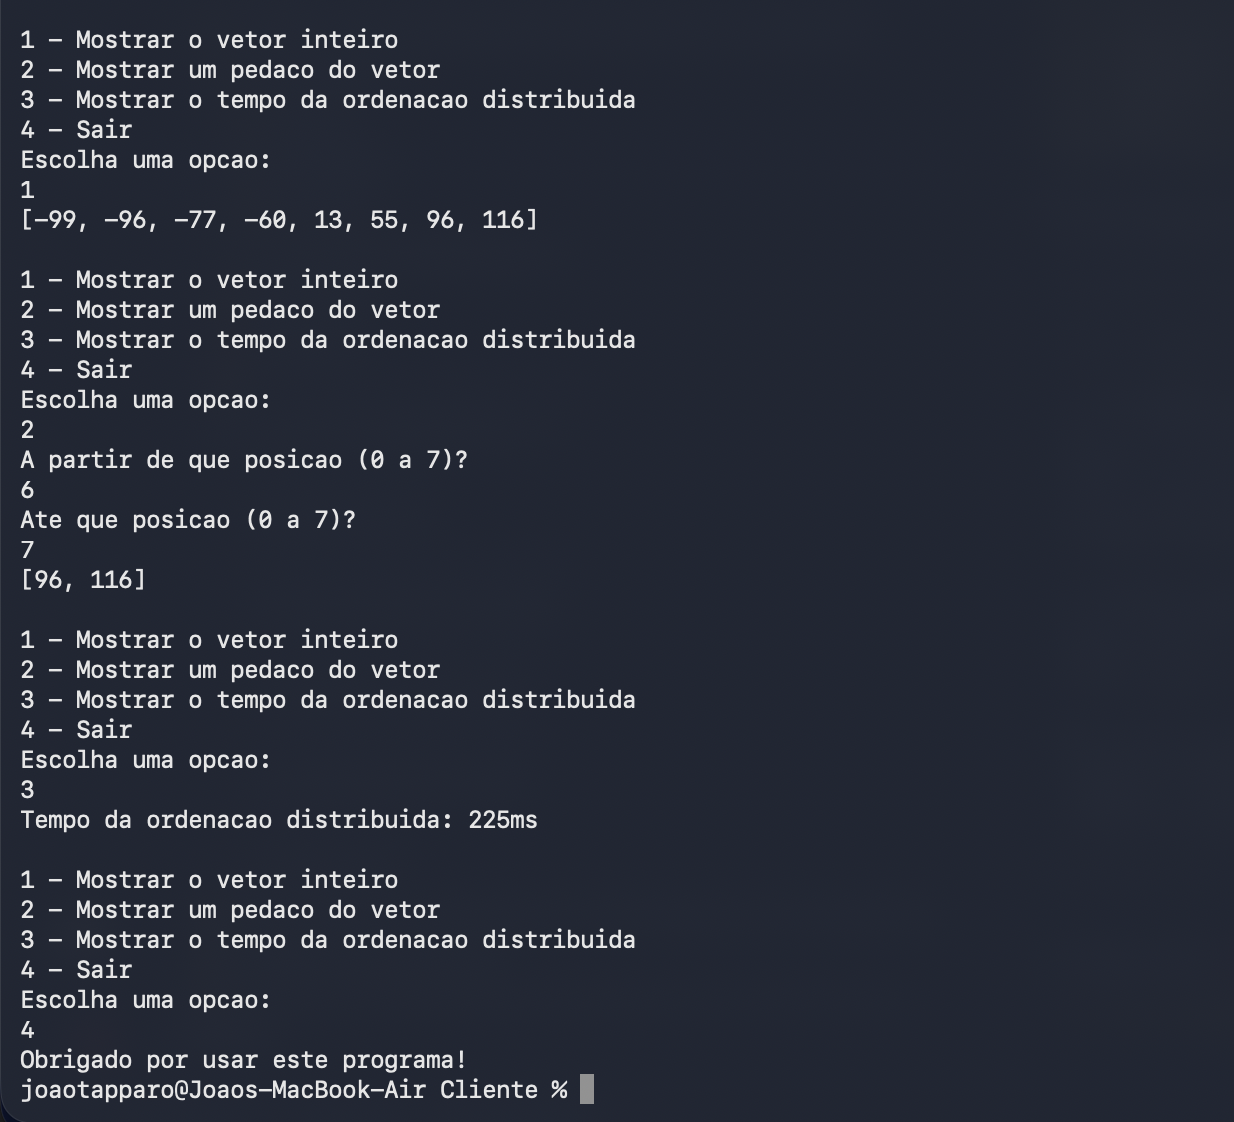 1 – Mostrar o vetor inteiro
2 – Mostrar um pedaco do vetor
3 – Mostrar o tempo da ordenacao distribuida
4 – Sair
Escolha uma opcao:
1
[-99, -96, -77, -60, 13, 55, 96, 116]
1 – Mostrar o vetor inteiro
2 – Mostrar um pedaco do vetor
3 – Mostrar o tempo da ordenacao distribuida
4 – Sair
Escolha uma opcao:
2
A partir de que posicao (0 a 7)?
6
Ate que posicao (0 a 7)?
7
[96, 116]
1 – Mostrar o vetor inteiro
2 – Mostrar um pedaco do vetor
3 – Mostrar o tempo da ordenacao distribuida
4 – Sair
Escolha uma opcao:
3
Tempo da ordenacao distribuida: 225ms
1 – Mostrar o vetor inteiro
2 – Mostrar um pedaco do vetor
3 – Mostrar o tempo da ordenacao distribuida
4 – Sair
Escolha uma opcao:
4
Obrigado por usar este programa!
joaotapparo@Joaos-MacBook-Air Cliente %